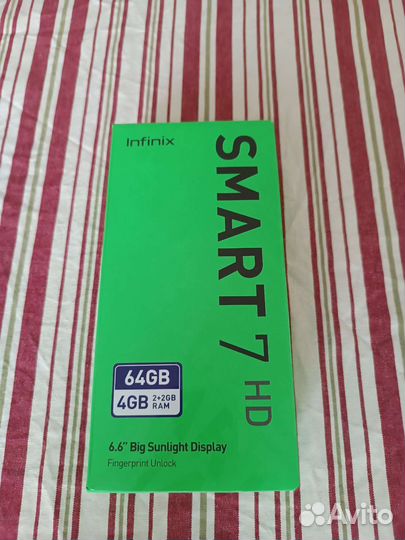 Infinix
SMART 7 HD
64GB
4GB 2+2GB RAM
6.6" Big Sunlight Display
Fingerprint Unlock
Avito